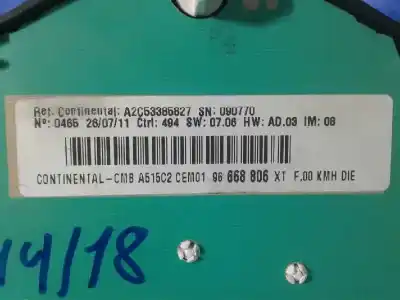 Ref. Continental: A2C53385827 SN: 090770
Nº: 0465 26/07/11 Ctrl: 494 SW: 07.06 HW: AD.03 IM: 08
CONTINENTAL-CMB A515C2 CEM01 96 668 806 XT F.00 KMH DIE
14/18